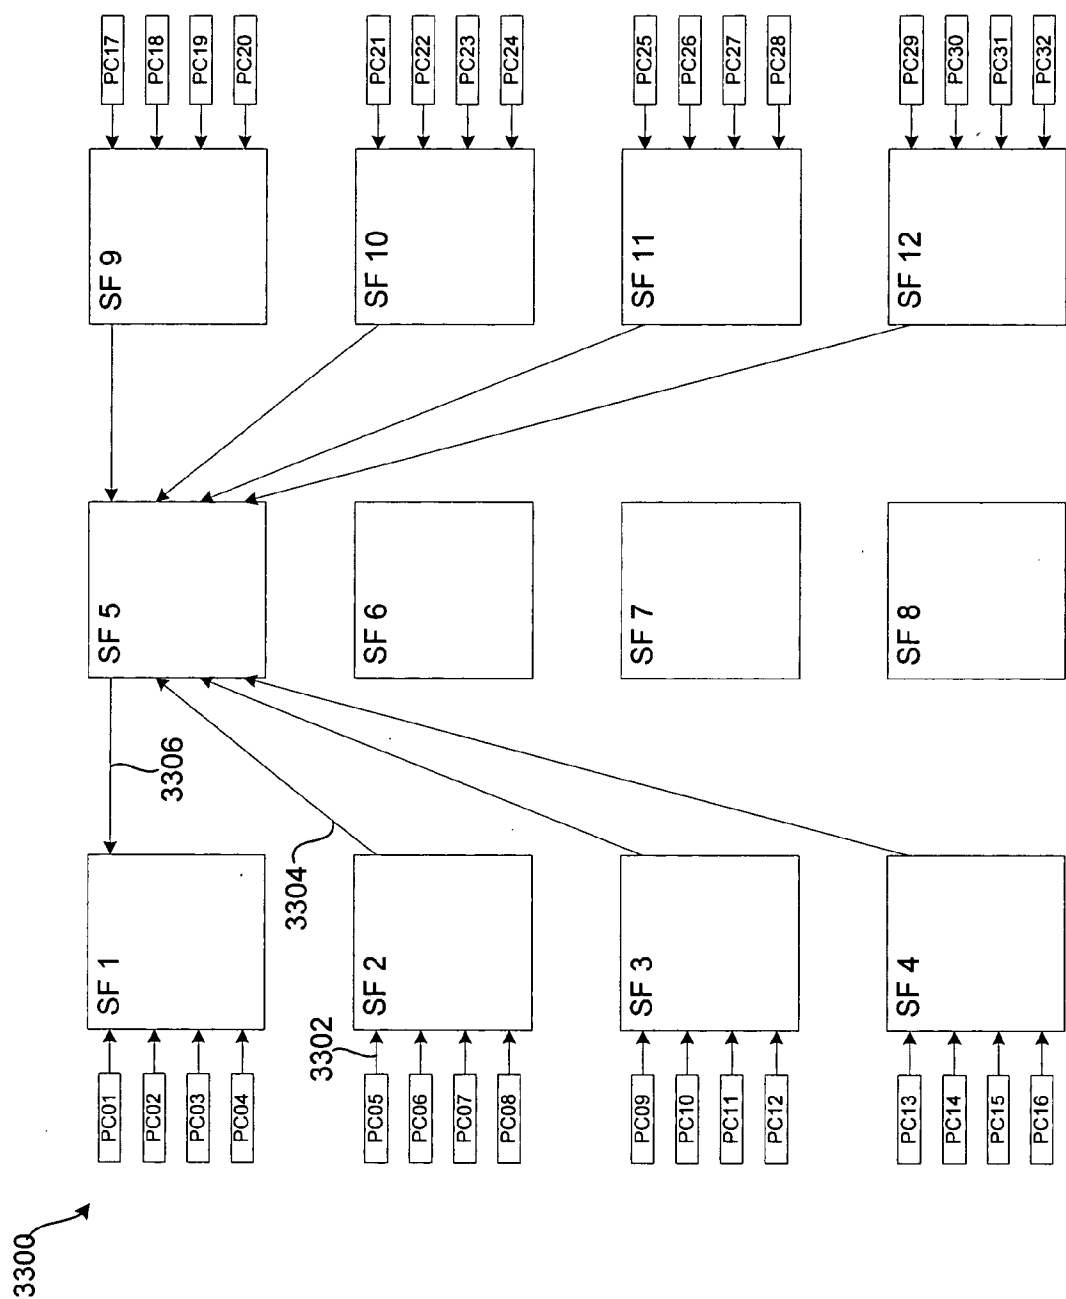 3300
PC01
PC02
PC03
PC04
SF 1
3306
SF 5
SF 9
PC17
PC18
PC19
PC20
3302
PC05
PC06
PC07
PC08
SF 2
3304
SF 6
SF 10
PC21
PC22
PC23
PC24
PC09
PC10
PC11
PC12
SF 3
SF 7
SF 11
PC25
PC26
PC27
PC28
PC13
PC14
PC15
PC16
SF 4
SF 8
SF 12
PC29
PC30
PC31
PC32